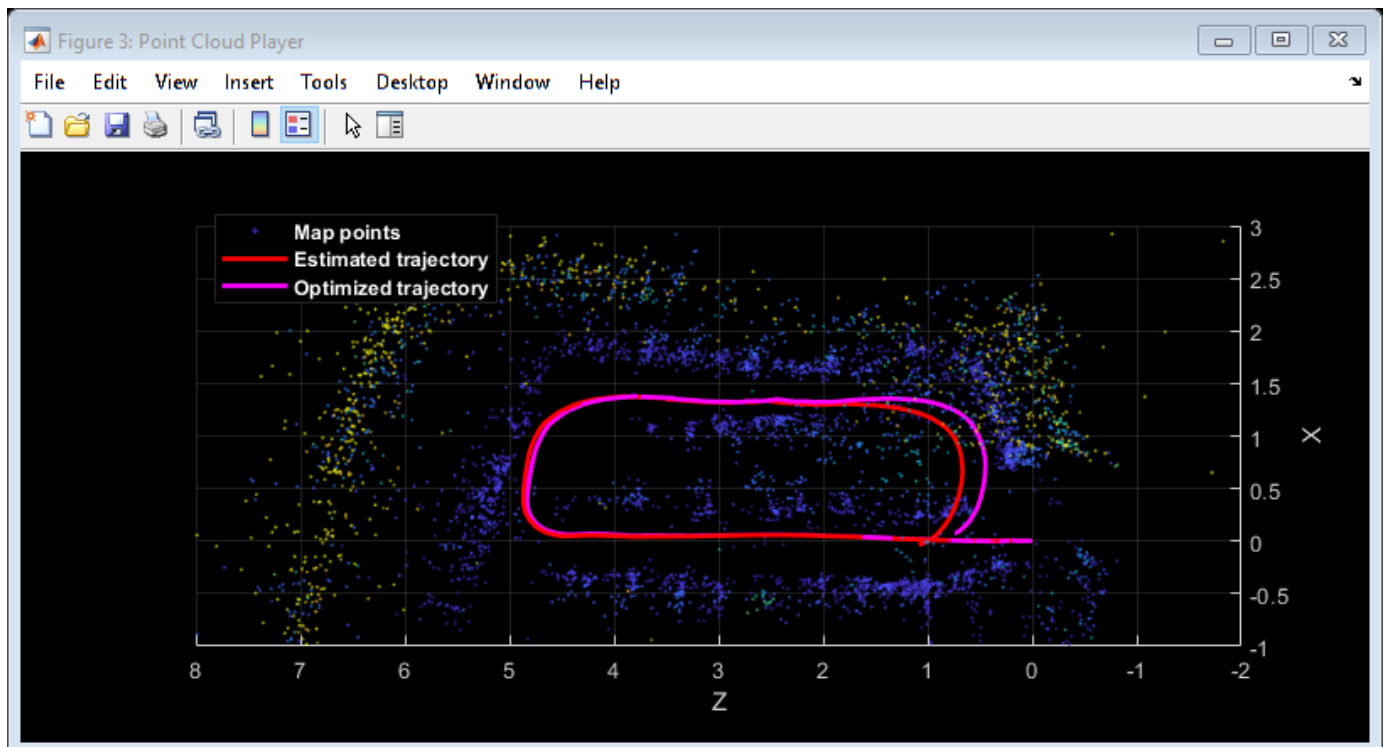 Figure 3: Point Cloud Player
File Edit View Insert Tools Desktop Window Help
Map points
Estimated trajectory
Optimized trajectory
3
2.5
2
1.5
1
0.5
0
-0.5
-1
X
8 7 6 5 4 3 2 1 0 -1 -2
Z